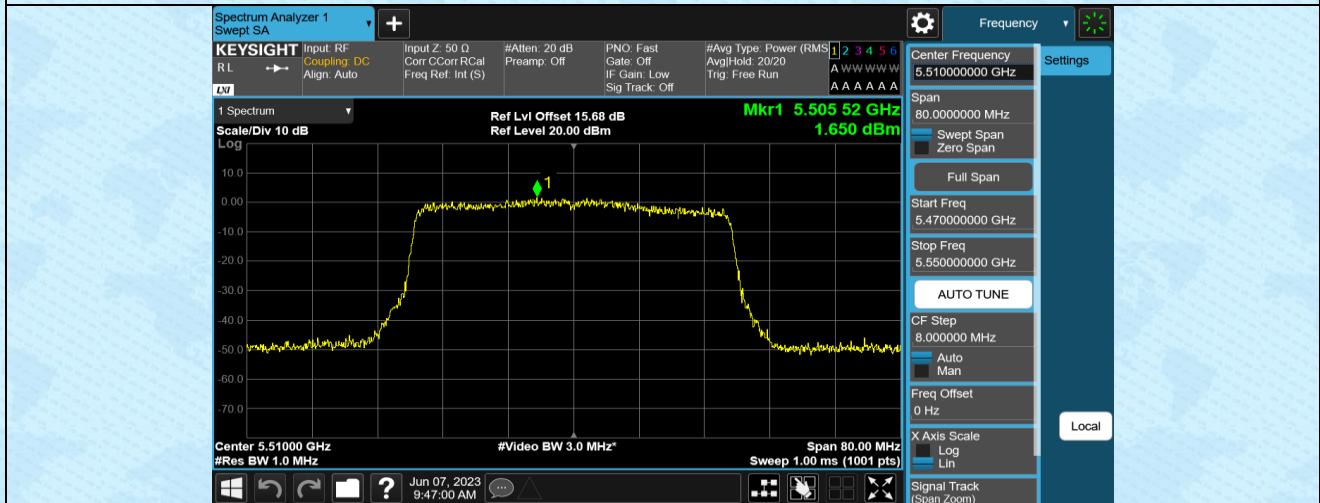 Spectrum Analyzer 1
Swept SA
Frequency
KEYSIGHT
R L
LXI
Input: RF
Coupling: DC
Align: Auto
Input Z: 50 Ω
Corr CCorr RCal
Freq Ref: Int (S)
#Atten: 20 dB
Preamp: Off
PNO: Fast
Gate: Off
IF Gain: Low
Sig Track: Off
#Avg Type: Power (RMS
Avg|Hold: 20/20
Trig: Free Run
1 2 3 4 5 6
A W W W W W
A A A A A A
1 Spectrum
Scale/Div 10 dB
Log
Ref Lvl Offset 15.68 dB
Ref Level 20.00 dBm
Mkr1 5.505 52 GHz
1.650 dBm
1
10.0
0.00
-10.0
-20.0
-30.0
-40.0
-50.0
-60.0
-70.0
Center 5.51000 GHz
#Res BW 1.0 MHz
#Video BW 3.0 MHz*
Span 80.00 MHz
Sweep 1.00 ms (1001 pts)
Center Frequency
5.510000000 GHz
Span
80.0000000 MHz
Swept Span
Zero Span
Full Span
Start Freq
5.470000000 GHz
Stop Freq
5.550000000 GHz
AUTO TUNE
CF Step
8.000000 MHz
Auto
Man
Freq Offset
0 Hz
X Axis Scale
Log
Lin
Signal Track
(Span Zoom)
Settings
Local
?
Jun 07, 2023
9:47:00 AM